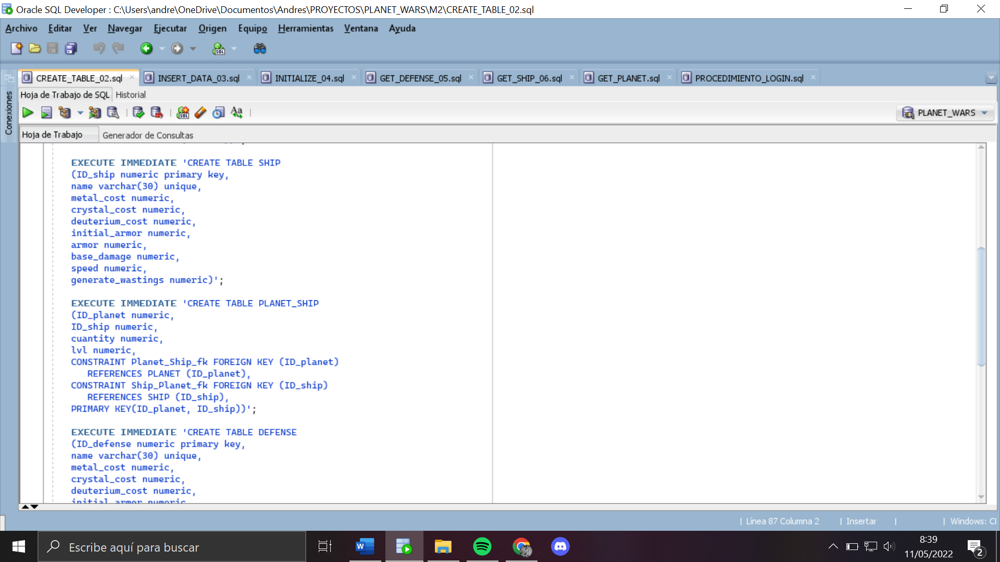 Oracle SQL Developer : C:\Users\andre\OneDrive\Documentos\Andres\PROYECTOS\PLANET_WARS\M2\CREATE_TABLE_02.sql
Archivo Editar Ver Navegar Ejecutar Origen Equipo Herramientas Ventana Ayuda
CREATE_TABLE_02.sql INSERT_DATA_03.sql INITIALIZE_04.sql GET_DEFENSE_05.sql GET_SHIP_06.sql GET_PLANET.sql PROCEDIMIENTO_LOGIN.sql
Conexiones
Hoja de Trabajo de SQL Historial
PLANET_WARS
Hoja de Trabajo Generador de Consultas
EXECUTE IMMEDIATE 'CREATE TABLE SHIP
(ID_ship numeric primary key,
name varchar(30) unique,
metal_cost numeric,
crystal_cost numeric,
deuterium_cost numeric,
initial_armor numeric,
armor numeric,
base_damage numeric,
speed numeric,
generate_wastings numeric)';
EXECUTE IMMEDIATE 'CREATE TABLE PLANET_SHIP
(ID_planet numeric,
ID_ship numeric,
cuantity numeric,
lvl numeric,
CONSTRAINT Planet_Ship_fk FOREIGN KEY (ID_planet)
REFERENCES PLANET (ID_planet),
CONSTRAINT Ship_Planet_fk FOREIGN KEY (ID_ship)
REFERENCES SHIP (ID_ship),
PRIMARY KEY(ID_planet, ID_ship))';
EXECUTE IMMEDIATE 'CREATE TABLE DEFENSE
(ID_defense numeric primary key,
name varchar(30) unique,
metal_cost numeric,
crystal_cost numeric,
deuterium_cost numeric,
initial_armor numeric
| Línea 87 Columna 2 | Insertar | | Windows: Cl
Escribe aquí para buscar
8:39
11/05/2022
2